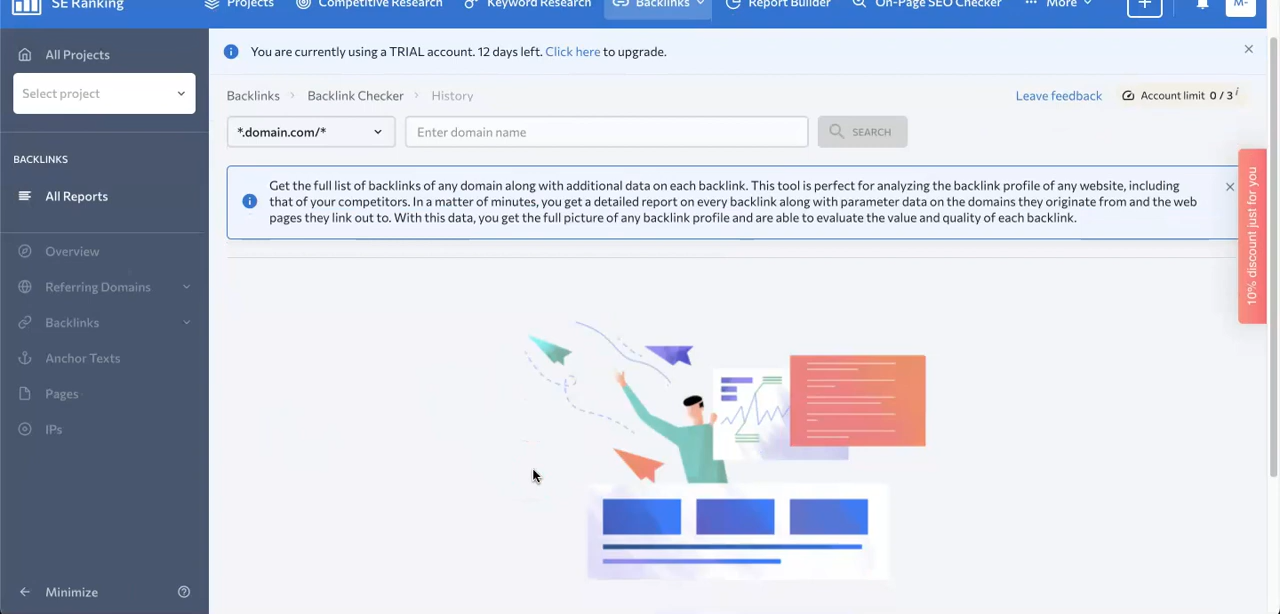 SE Ranking
Projects
Competitive Research
Keyword Research
Backlinks
Report Builder
On-Page SEO Checker
More
M-
All Projects
Select project
BACKLINKS
All Reports
Overview
Referring Domains
Backlinks
Anchor Texts
Pages
IPs
Minimize
You are currently using a TRIAL account. 12 days left. Click here to upgrade.
Backlinks > Backlink Checker > History
Leave feedback
Account limit 0 / 3 i
*.domain.com/*
Enter domain name
SEARCH
Get the full list of backlinks of any domain along with additional data on each backlink. This tool is perfect for analyzing the backlink profile of any website, including
that of your competitors. In a matter of minutes, you get a detailed report on every backlink along with parameter data on the domains they originate from and the web
pages they link out to. With this data, you get the full picture of any backlink profile and are able to evaluate the value and quality of each backlink.
10% discount just for you